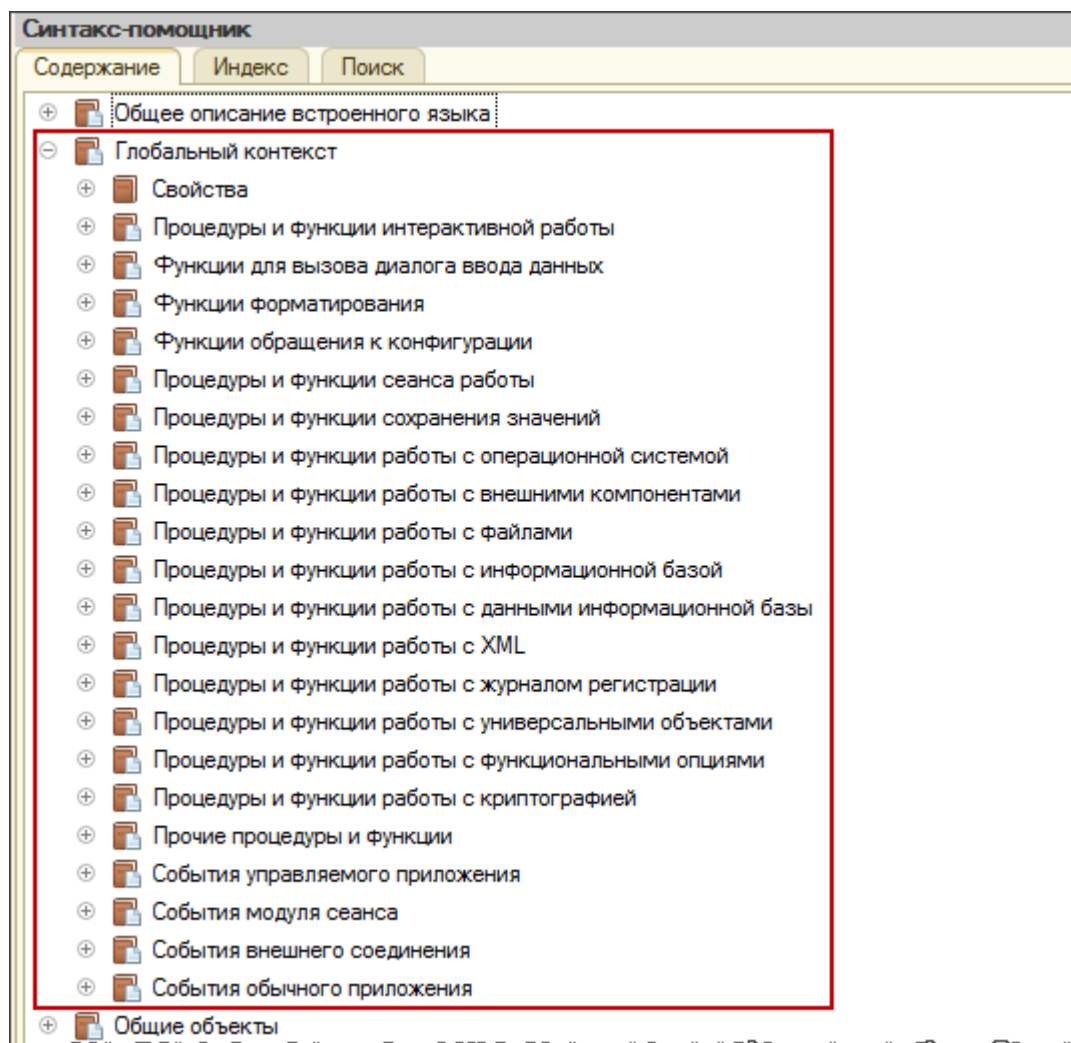 Синтакс-помощник
Содержание Индекс Поиск
Общее описание встроенного языка
Глобальный контекст
Свойства
Процедуры и функции интерактивной работы
Функции для вызова диалога ввода данных
Функции форматирования
Функции обращения к конфигурации
Процедуры и функции сеанса работы
Процедуры и функции сохранения значений
Процедуры и функции работы с операционной системой
Процедуры и функции работы с внешними компонентами
Процедуры и функции работы с файлами
Процедуры и функции работы с информационной базой
Процедуры и функции работы с данными информационной базы
Процедуры и функции работы с XML
Процедуры и функции работы с журналом регистрации
Процедуры и функции работы с универсальными объектами
Процедуры и функции работы с функциональными опциями
Процедуры и функции работы с криптографией
Прочие процедуры и функции
События управляемого приложения
События модуля сеанса
События внешнего соединения
События обычного приложения
Общие объекты